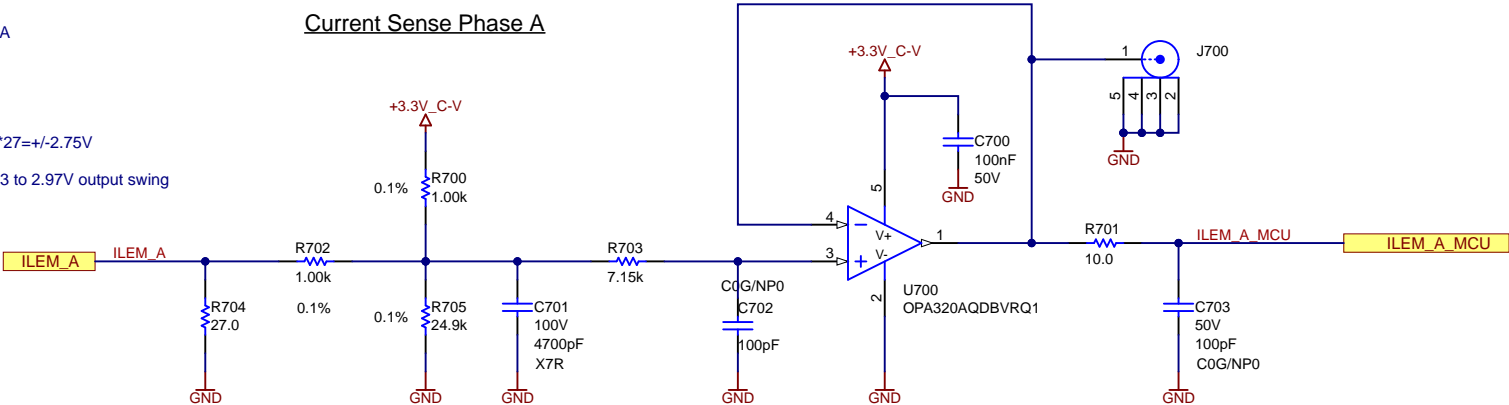 Current Sense Phase A
A
*27=+/-2.75V
3 to 2.97V output swing
+3.3V_C-V
0.1%
R700
1.00k
ILEM_A
ILEM_A
R702
1.00k
0.1%
R704
27.0
GND
0.1%
R705
24.9k
GND
C701
100V
4700pF
X7R
GND
R703
7.15k
C0G/NP0
C702
100pF
GND
+3.3V_C-V
C700
100nF
50V
GND
5
4
3
V+
V-
1
2
U700
OPA320AQDBVRQ1
GND
1
J700
5
4
3
2
GND
R701
10.0
ILEM_A_MCU
ILEM_A_MCU
C703
50V
100pF
C0G/NP0
GND